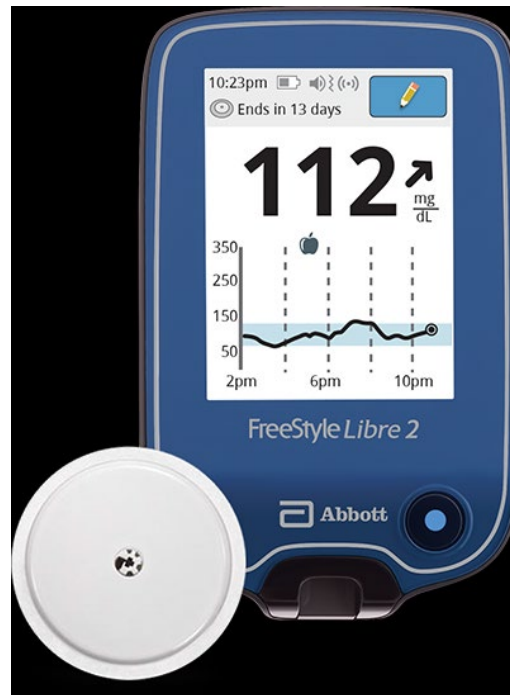 10:23pm
Ends in 13 days
112 mg
dL
350
250
150
50
2pm 6pm 10pm
FreeStyle Libre 2
Abbott